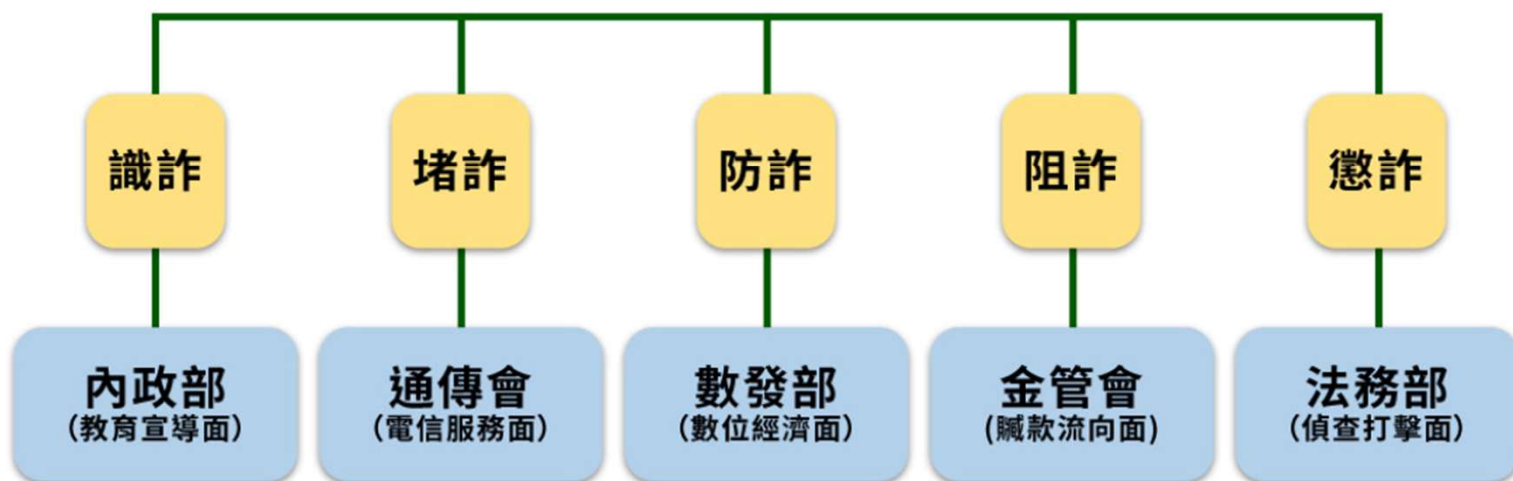 識詐
堵詐
防詐
阻詐
懲詐
內政部
（教育宣導面）
通傳會
（電信服務面）
數發部
（數位經濟面）
金管會
(贓款流向面)
法務部
（偵查打擊面）